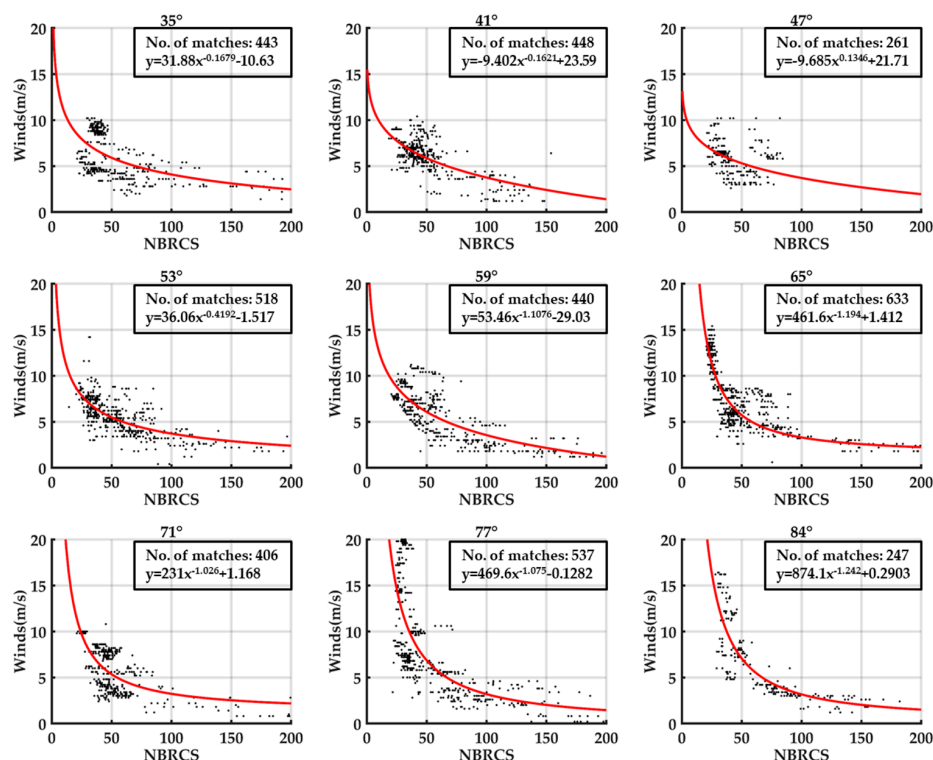 35°
No. of matches: 443
y=31.88x^-0.1679-10.63
20
15
10
5
0
Winds(m/s)
0 50 100 150 200
NBRCS
41°
No. of matches: 448
y=-9.402x^0.1621+23.59
20
15
10
5
0
Winds(m/s)
0 50 100 150 200
NBRCS
47°
No. of matches: 261
y=-9.685x^0.1346+21.71
20
15
10
5
0
Winds(m/s)
0 50 100 150 200
NBRCS
53°
No. of matches: 518
y=36.06x^-0.4192-1.517
20
15
10
5
0
Winds(m/s)
0 50 100 150 200
NBRCS
59°
No. of matches: 440
y=53.46x^-1.1076-29.03
20
15
10
5
0
Winds(m/s)
0 50 100 150 200
NBRCS
65°
No. of matches: 633
y=461.6x^-1.194+1.412
20
15
10
5
0
Winds(m/s)
0 50 100 150 200
NBRCS
71°
No. of matches: 406
y=231x^-1.026+1.168
20
15
10
5
0
Winds(m/s)
0 50 100 150 200
NBRCS
77°
No. of matches: 537
y=469.6x^-1.075-0.1282
20
15
10
5
0
Winds(m/s)
0 50 100 150 200
NBRCS
84°
No. of matches: 247
y=874.1x^-1.242+0.2903
20
15
10
5
0
Winds(m/s)
0 50 100 150 200
NBRCS